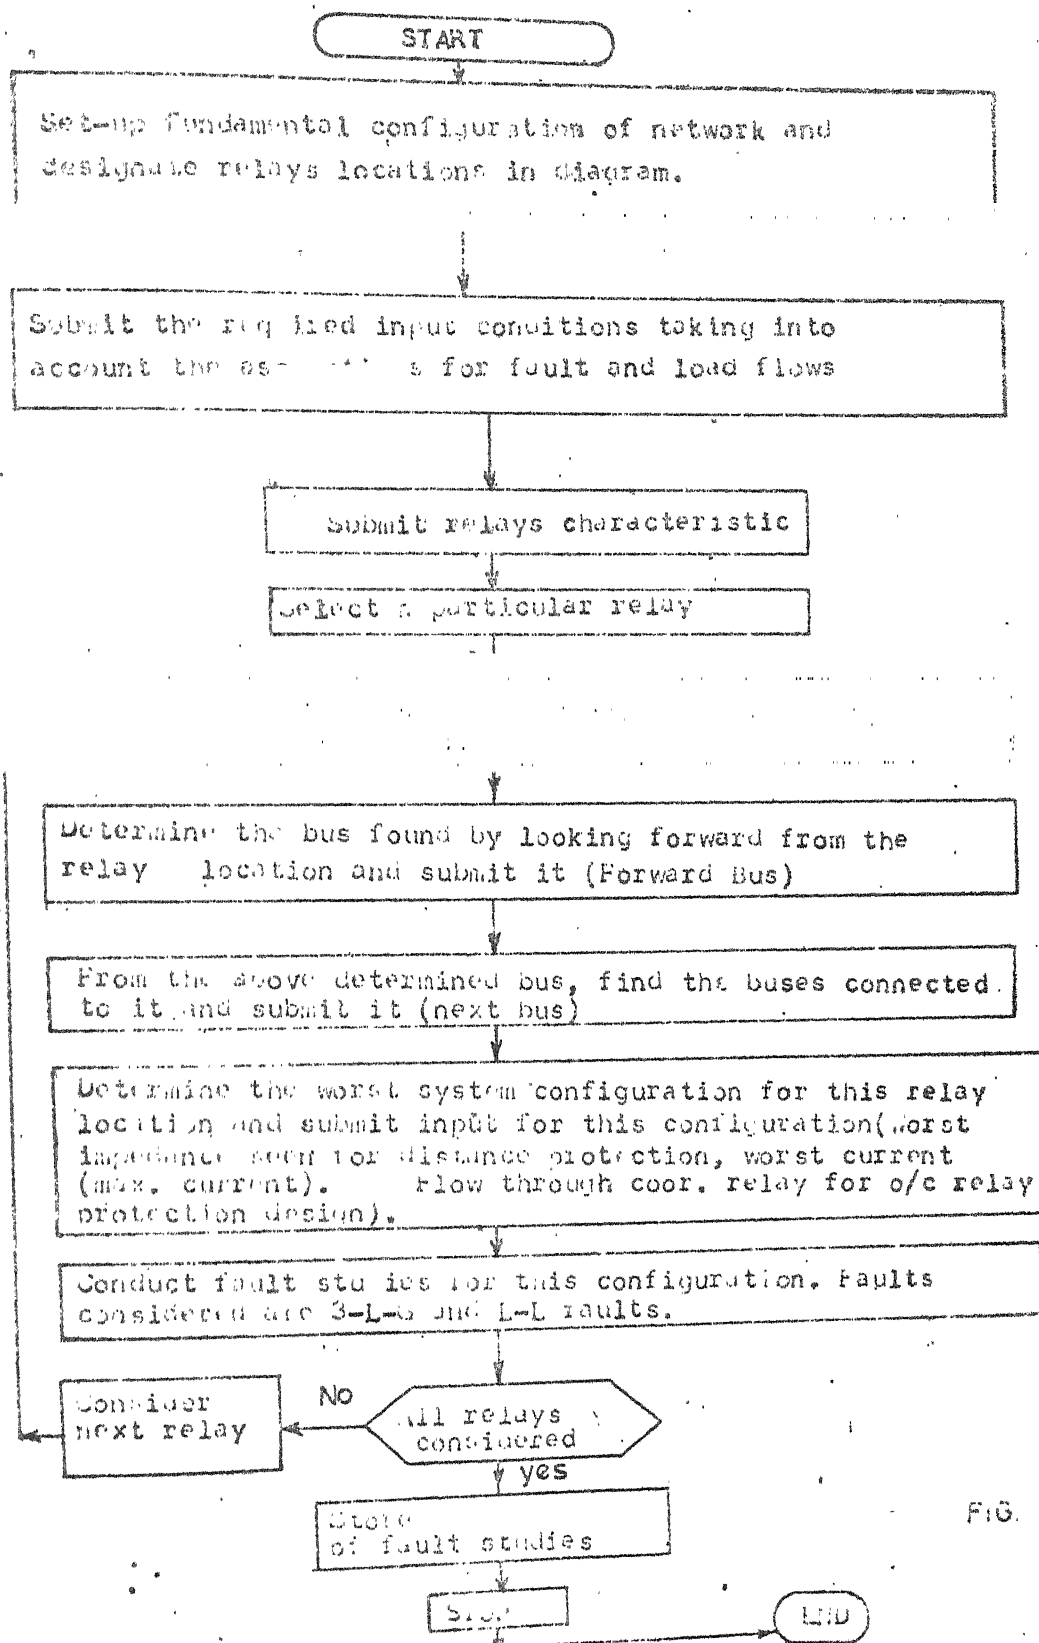 START
Set-up fundamental configuration of network and
designate relays locations in diagram.
Submit the required input conditions taking into
account the for fault and load flows
Submit relays characteristic
Select a particular relay
Determine the bus found by looking forward from the
relay location and submit it (Forward Bus)
From the above determined bus, find the buses connected
to it and submit it (next bus)
Determine the worst system configuration for this relay
location and submit input for this configuration(Worst
impedance seen for distance protection, worst current
(max. current). Flow through coor. relay for o/c relay
protection design).
Conduct fault studies for this configuration. Faults
considered are 3-L-G and L-L faults.
Consider
next relay
No
All relays
considered
yes
Store
of fault studies
FIG.
STOP
END